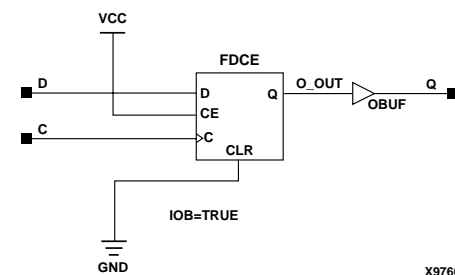 VCC
FDCE
D
D
Q
O_OUT
Q
CE
OBUF
C
C
CLR
IOB=TRUE
GND